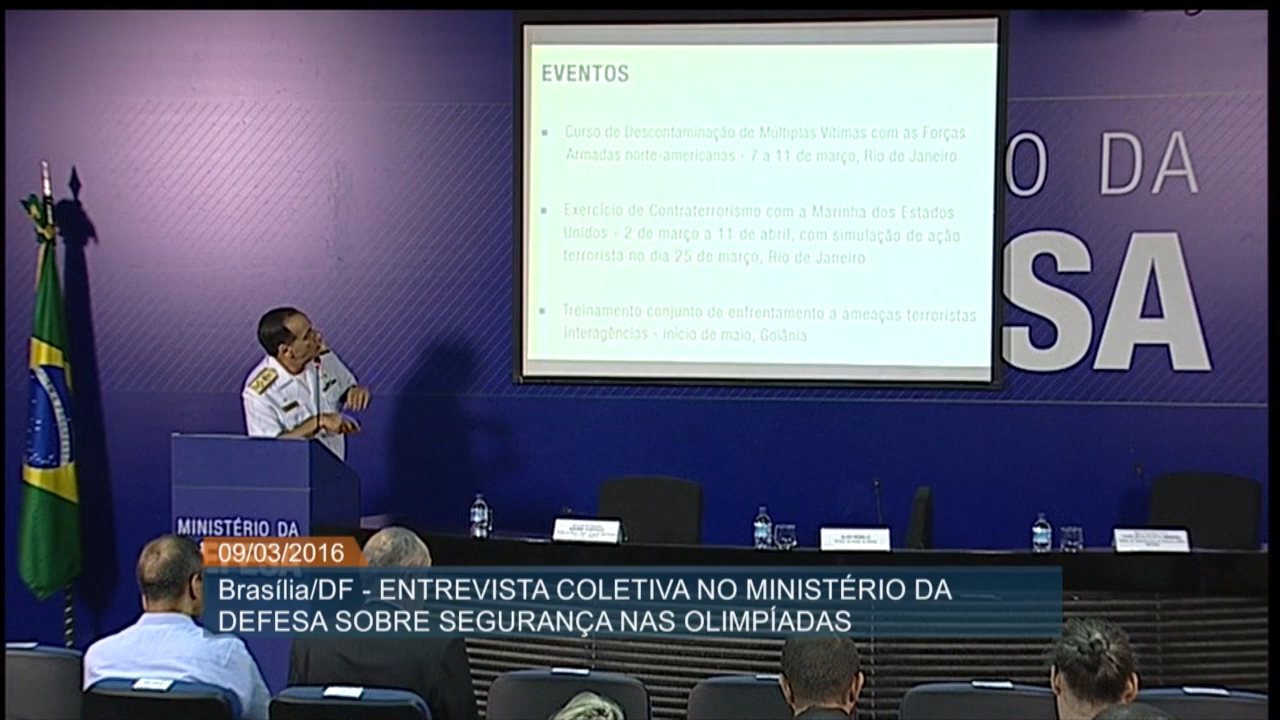 EVENTOS
▪ Curso de Descontaminação de Múltiplas Vítimas com as Forças
Armadas norte-americanas - 7 a 11 de março, Rio de Janeiro
▪ Exercício de Contraterrorismo com a Marinha dos Estados
Unidos - 2 de março a 11 de abril, com simulação de ação
terrorista no dia 25 de março, Rio de Janeiro
▪ Treinamento conjunto de enfrentamento a ameaças terroristas
interagências - início de maio, Goiânia
O DA
SA
MINISTÉRIO DA
09/03/2016
Brasília/DF - ENTREVISTA COLETIVA NO MINISTÉRIO DA
DEFESA SOBRE SEGURANÇA NAS OLIMPÍADAS